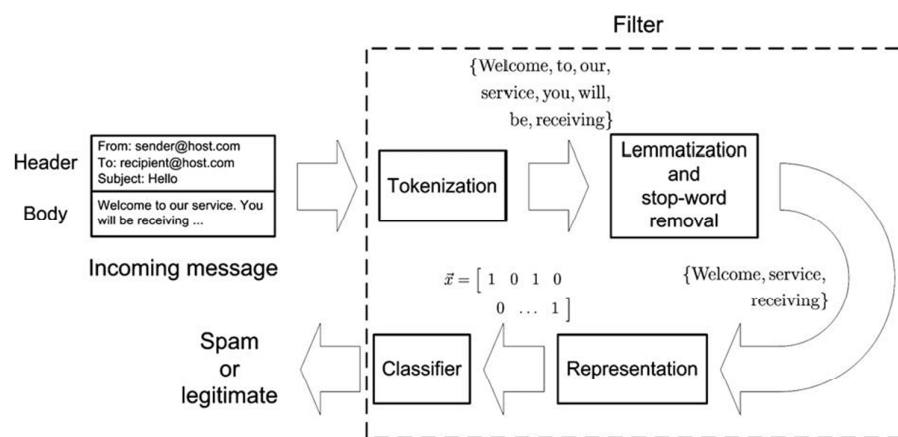 Filter
{Welcome, to, our,
service, you, will,
be, receiving}
Header
From: sender@host.com
To: recipient@host.com
Subject: Hello
Body
Welcome to our service. You
will be receiving ...
Incoming message
Tokenization
Lemmatization
and
stop-word
removal
{Welcome, service,
receiving}
x⃗ = [ 1 0 1 0
0 … 1 ]
Representation
Classifier
Spam
or
legitimate